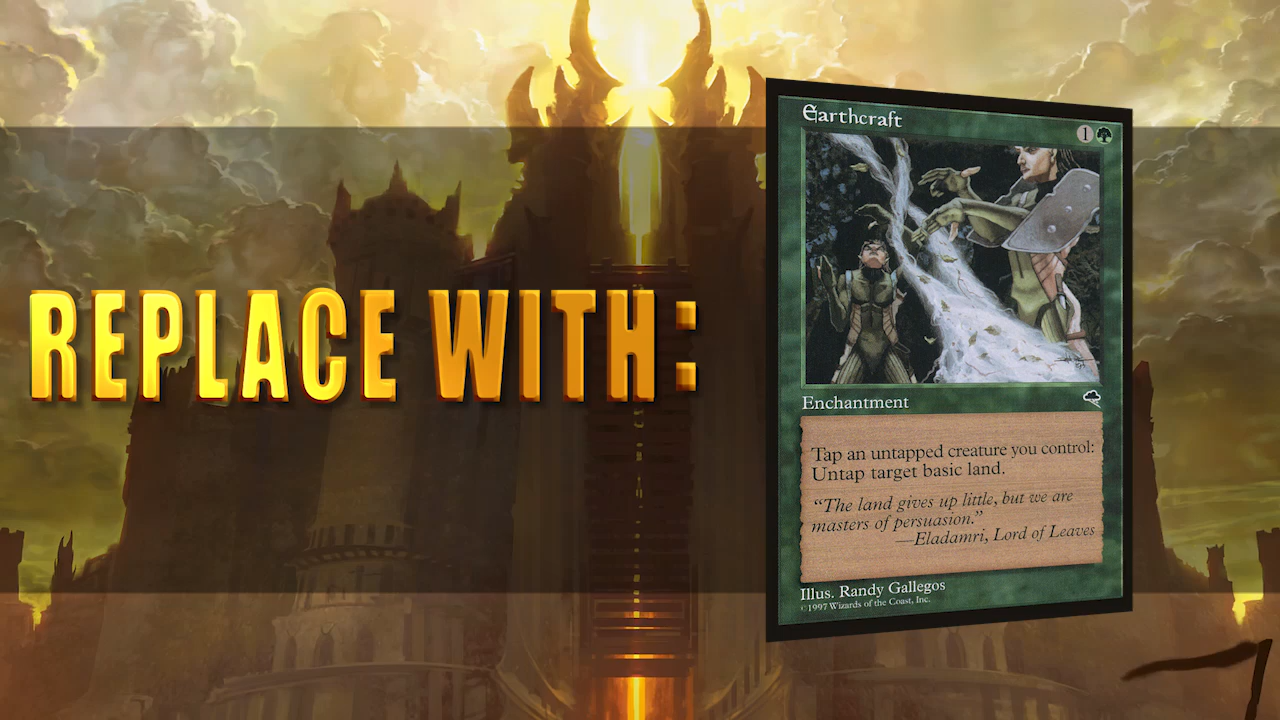 REPLACE WITH:
Earthcraft
1
Enchantment
Tap an untapped creature you control:
Untap target basic land.
“The land gives up little, but we are
masters of persuasion.”
—Eladamri, Lord of Leaves
Illus. Randy Gallegos
©1997 Wizards of the Coast, Inc.